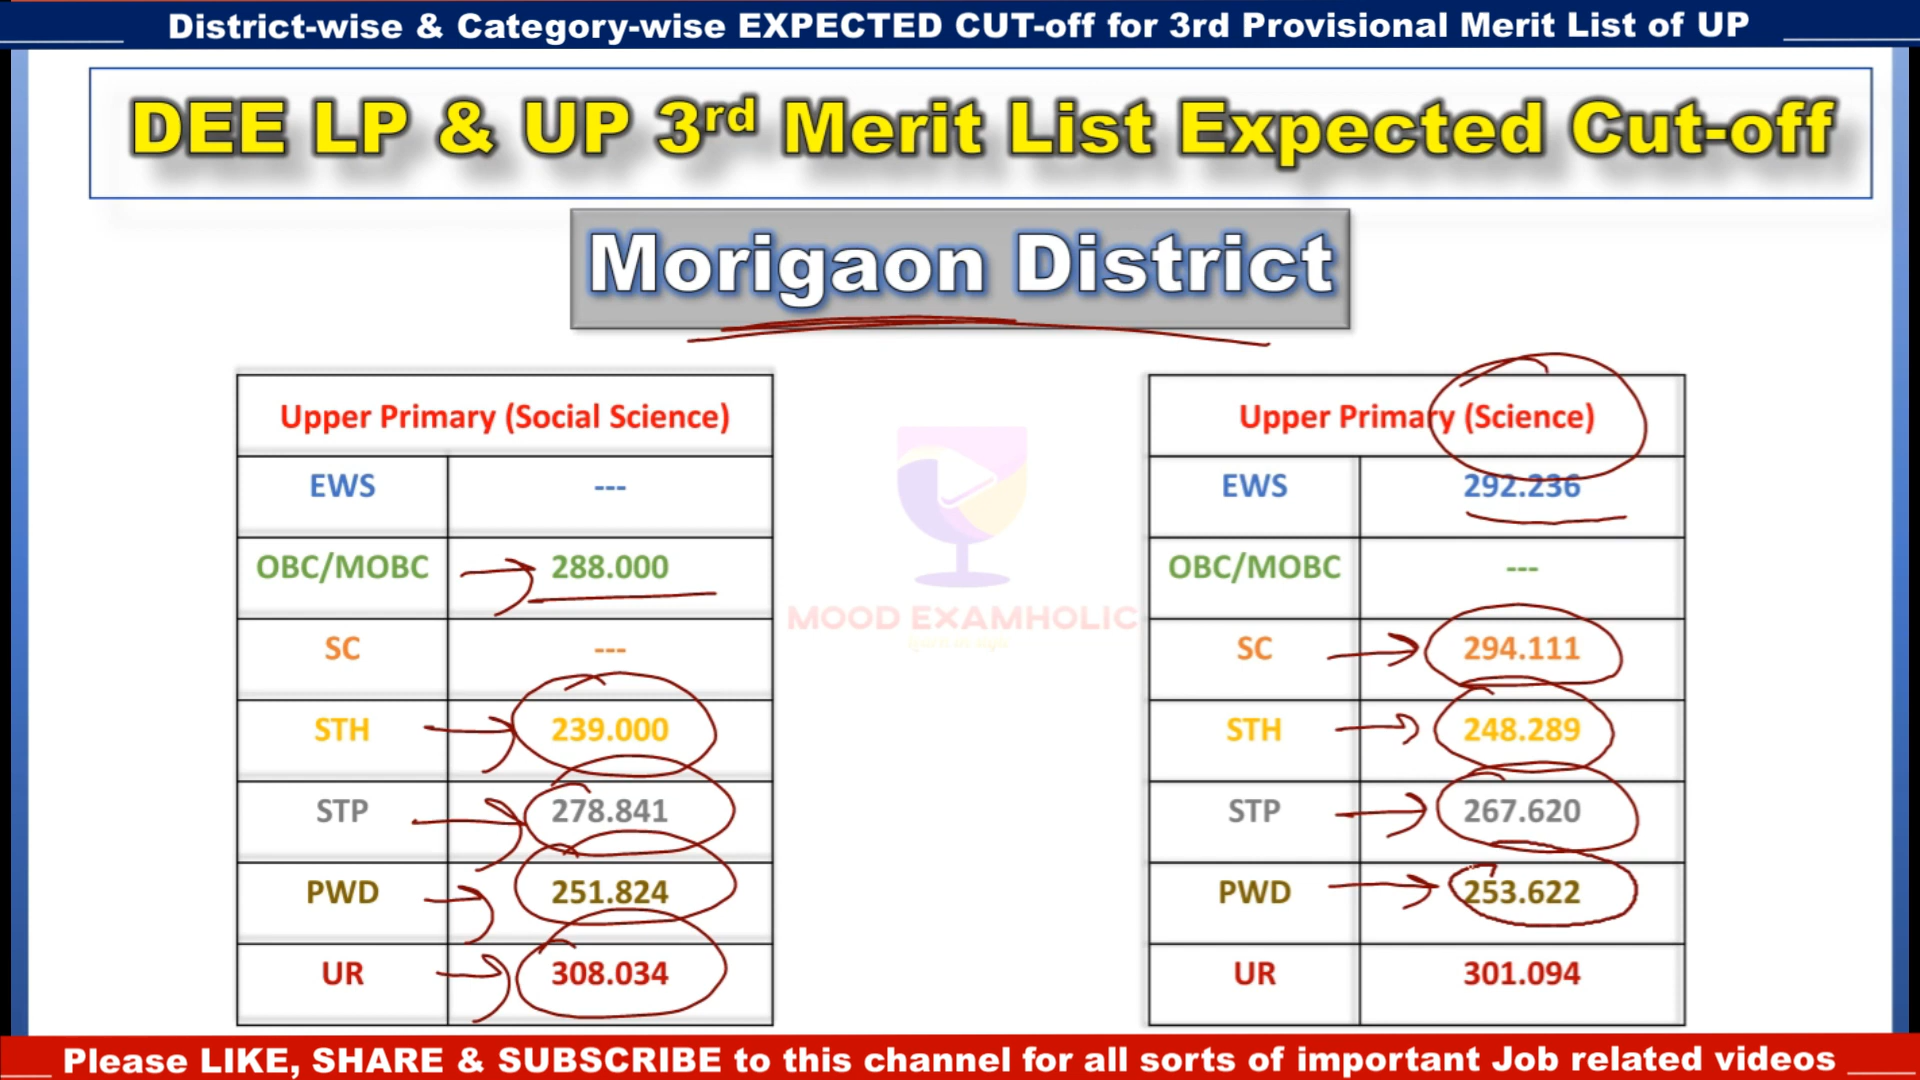 District-wise & Category-wise EXPECTED CUT-off for 3rd Provisional Merit List of UP
DEE LP & UP 3rd Merit List Expected Cut-off
Morigaon District
Upper Primary (Social Science)
EWS ---
OBC/MOBC 288.000
SC ---
STH 239.000
STP 278.841
PWD 251.824
UR 308.034
MOOD EXAMHOLIC
learn in style
Upper Primary (Science)
EWS 292.236
OBC/MOBC ---
SC 294.111
STH 248.289
STP 267.620
PWD 253.622
UR 301.094
Please LIKE, SHARE & SUBSCRIBE to this channel for all sorts of important Job related videos